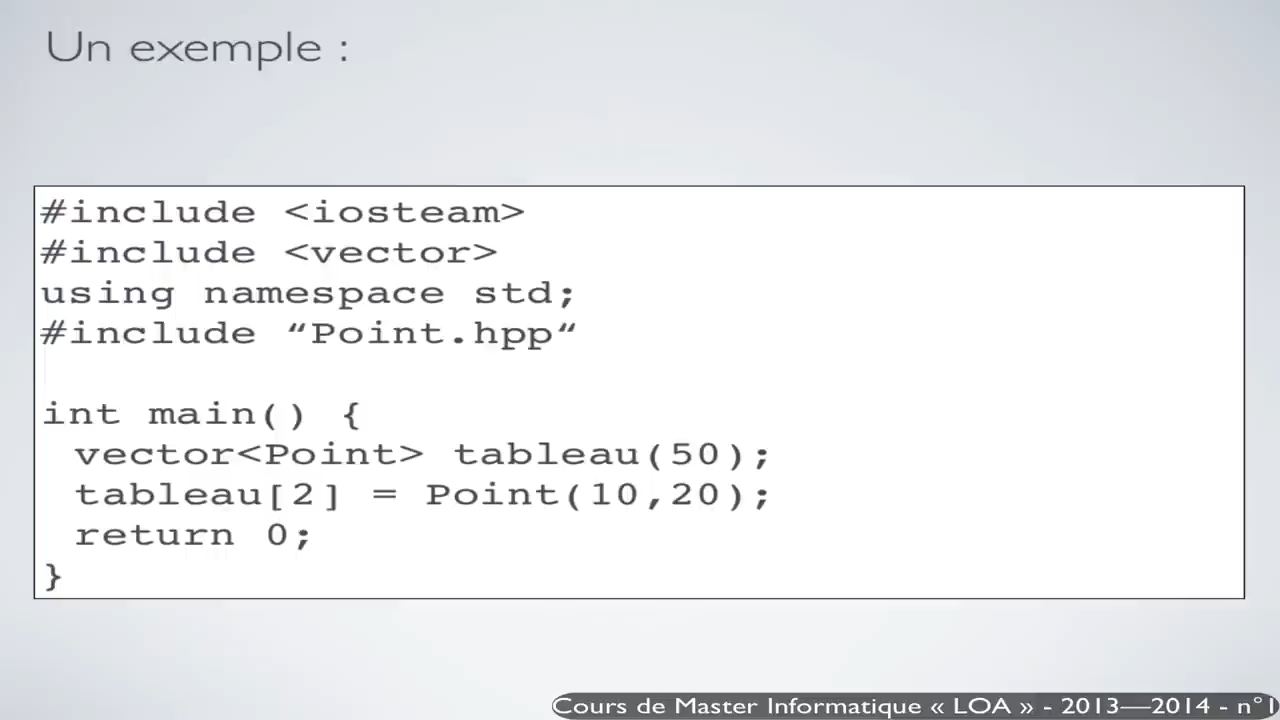 Un exemple :
#include <iosteam>
#include <vector>
using namespace std;
#include “Point.hpp“
int main() {
vector<Point> tableau(50);
tableau[2] = Point(10,20);
return 0;
}
Cours de Master Informatique « LOA » - 2013—2014 - n°1